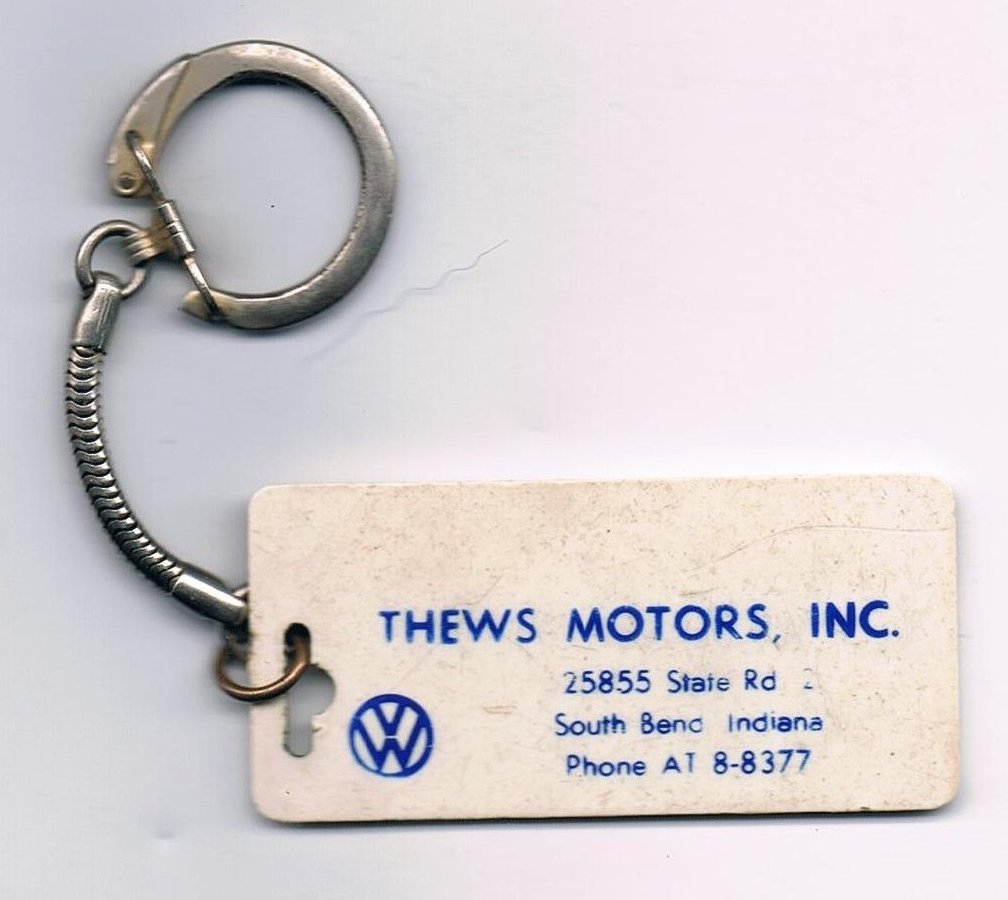 THEWS MOTORS, INC.
25855 State Rd 2
South Bend Indiana
Phone AT 8-8377
VW